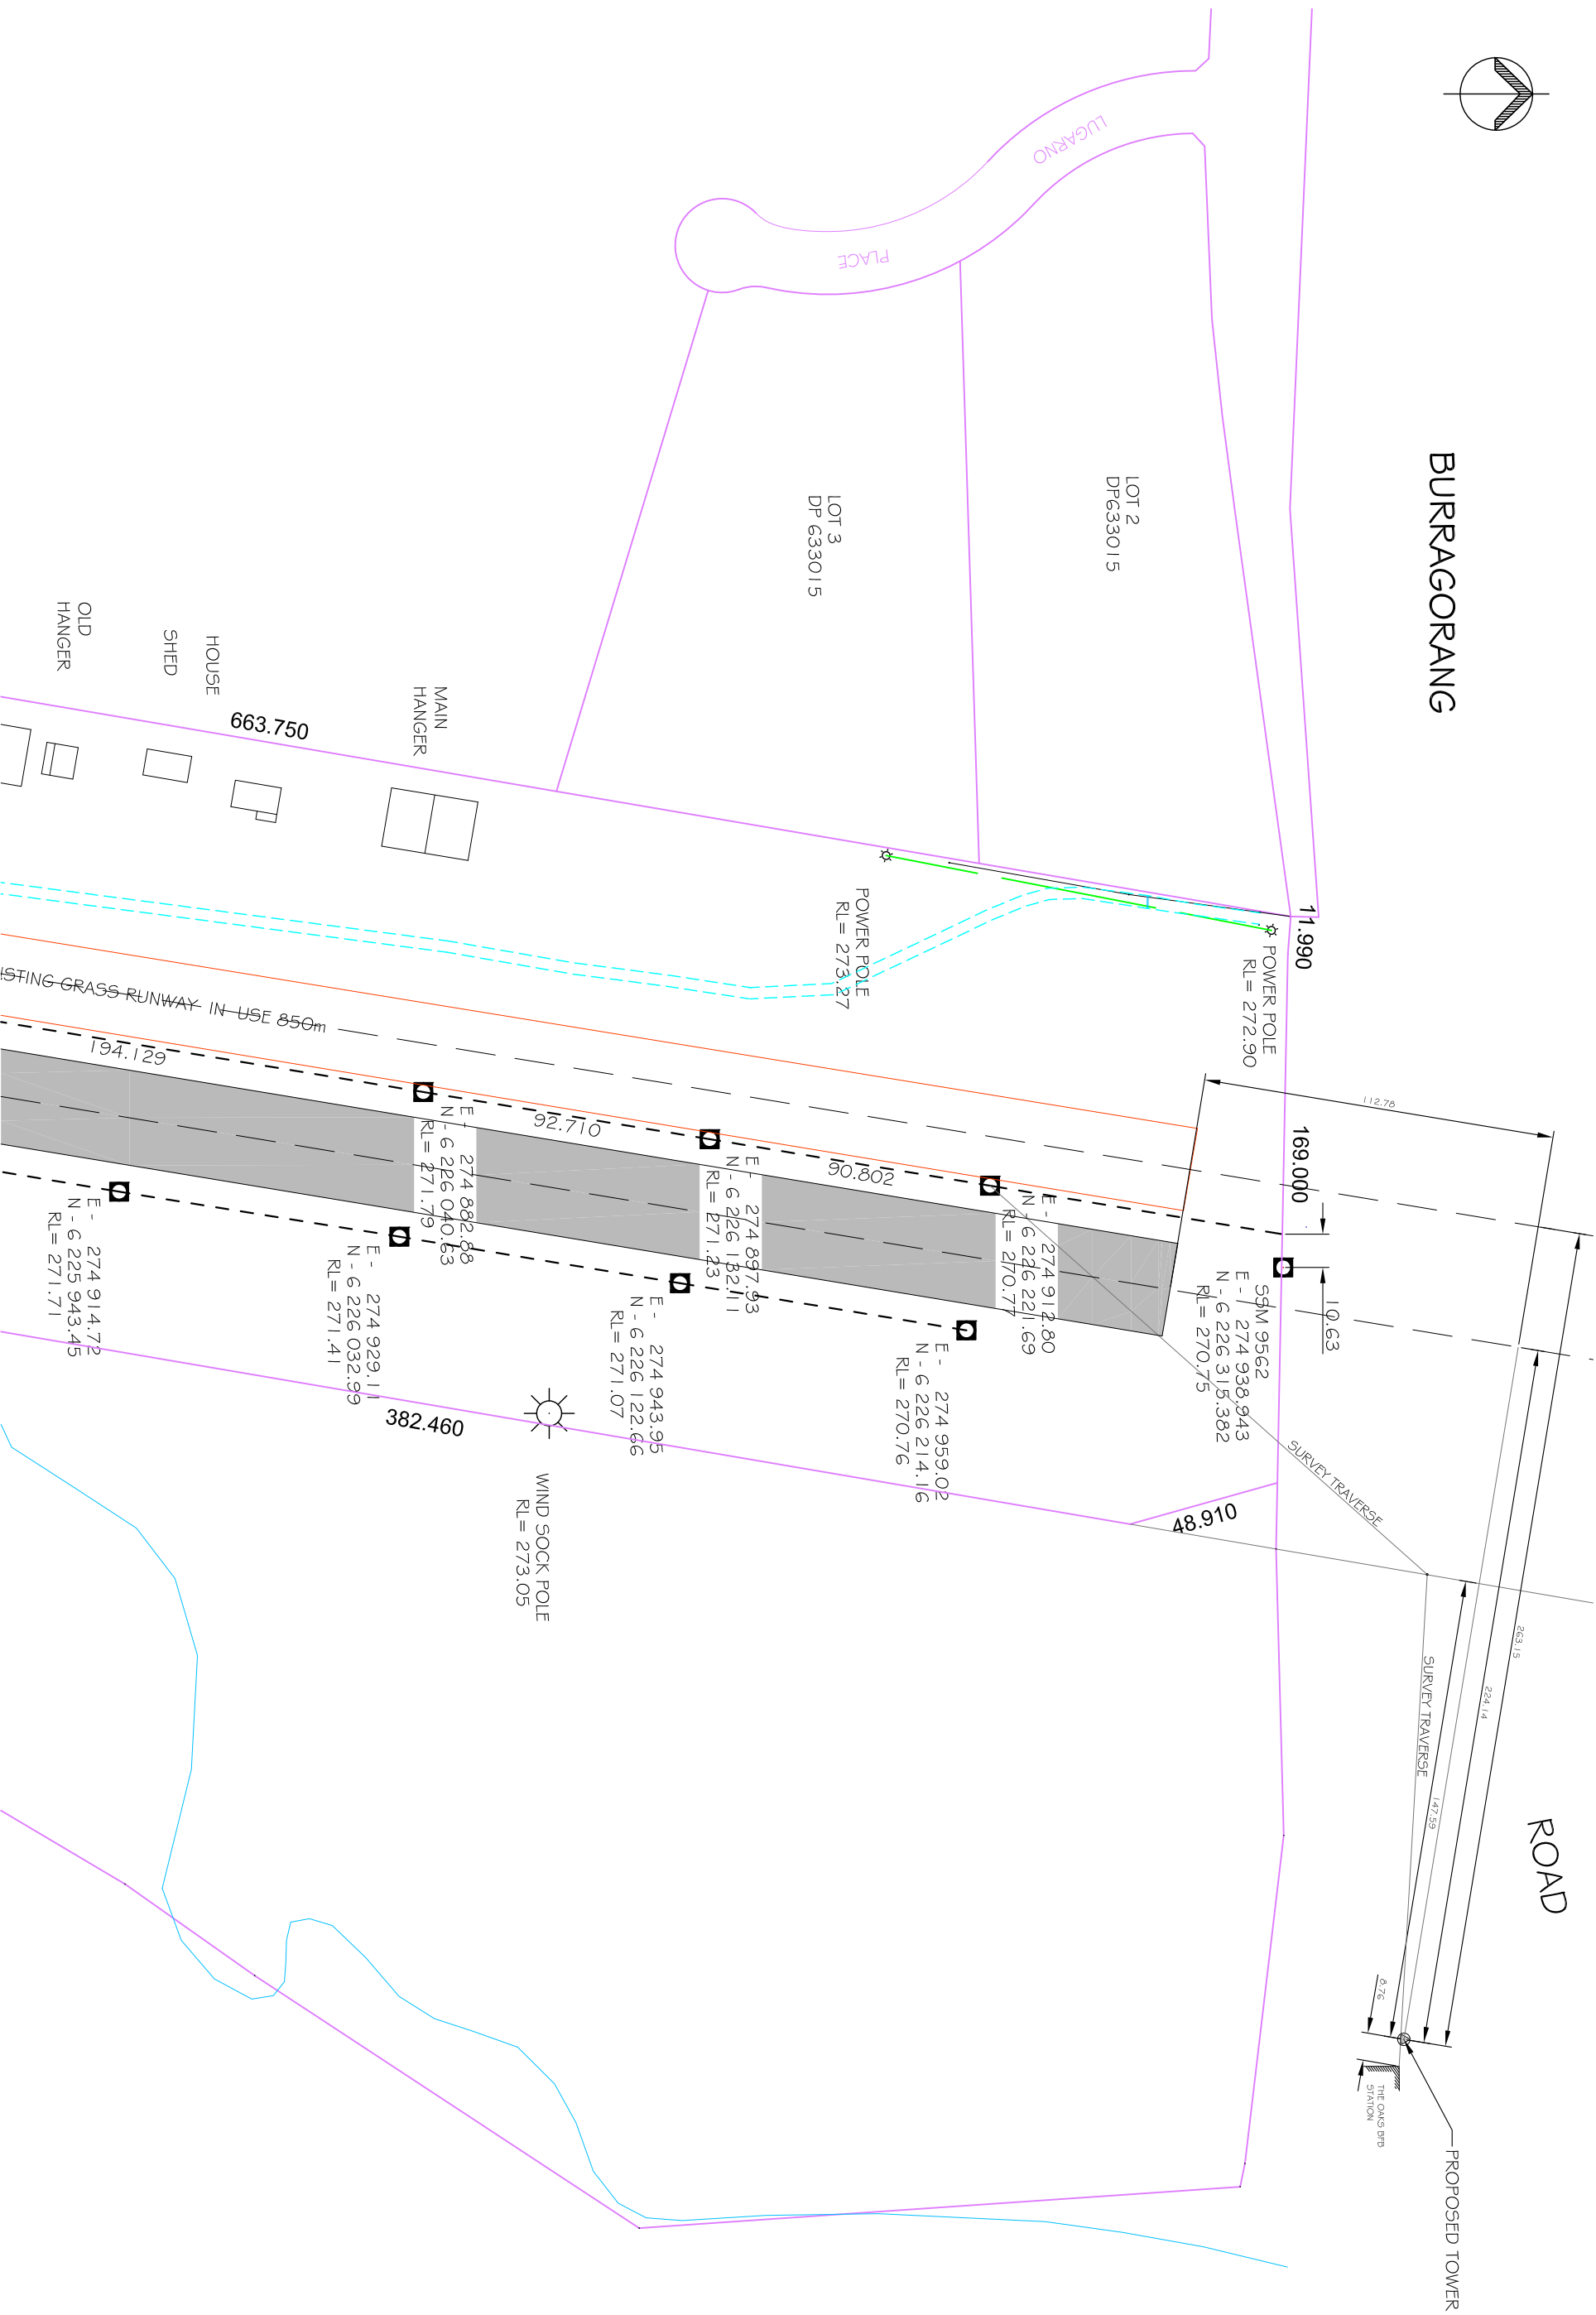 BURRAGORANG
ROAD
LUGARNO
PLACE
LOT 2
DP633015
LOT 3
DP 633015
OLD
HANGER
SHED
HOUSE
MAIN
HANGER
663.750
POWER POLE
RL= 273.27
POWER POLE
RL= 272.90
11.990
169.000
10.63
112.78
ISTING GRASS RUNWAY IN USE 850m
194.129
92.710
90.802
E - 274 882.88
N - 6 226 040.63
RL= 271.79
E - 274 897.93
N - 6 226 132.11
RL= 271.23
E - 274 912.80
N - 6 226 221.69
RL= 270.77
SSM 9562
E - 274 938.943
N - 6 226 315.382
RL= 270.75
E - 274 914.72
N - 6 225 943.45
RL= 271.71
E - 274 929.11
N - 6 226 032.99
RL= 271.41
E - 274 943.95
N - 6 226 122.66
RL= 271.07
E - 274 959.02
N - 6 226 214.16
RL= 270.76
382.460
48.910
WIND SOCK POLE
RL= 273.05
SURVEY TRAVERSE
SURVEY TRAVERSE
263.15
224.14
147.59
8.76
THE OAKS BFB
STATION
PROPOSED TOWER